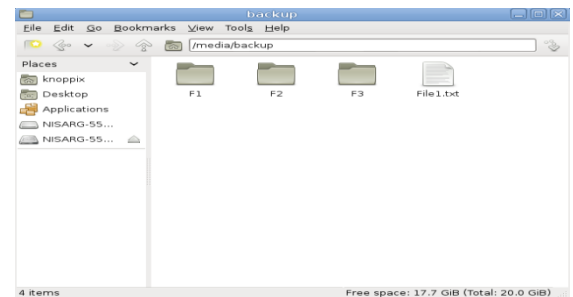 backup
File Edit Go Bookmarks View Tools Help
/media/backup
Places
knoppix
Desktop
Applications
NISARG-55...
NISARG-55...
F1 F2 F3 File1.txt
4 items Free space: 17.7 GiB (Total: 20.0 GiB)